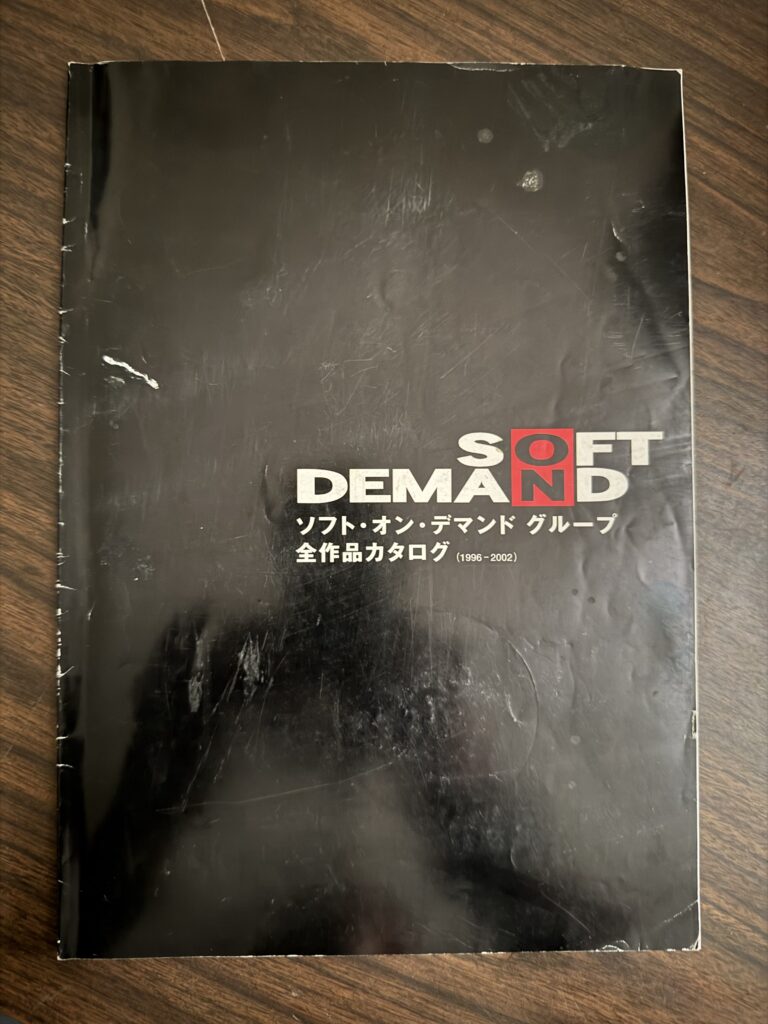 SOFT
DEMAND
ソフト・オン・デマンド グループ
全作品カタログ (1996-2002)